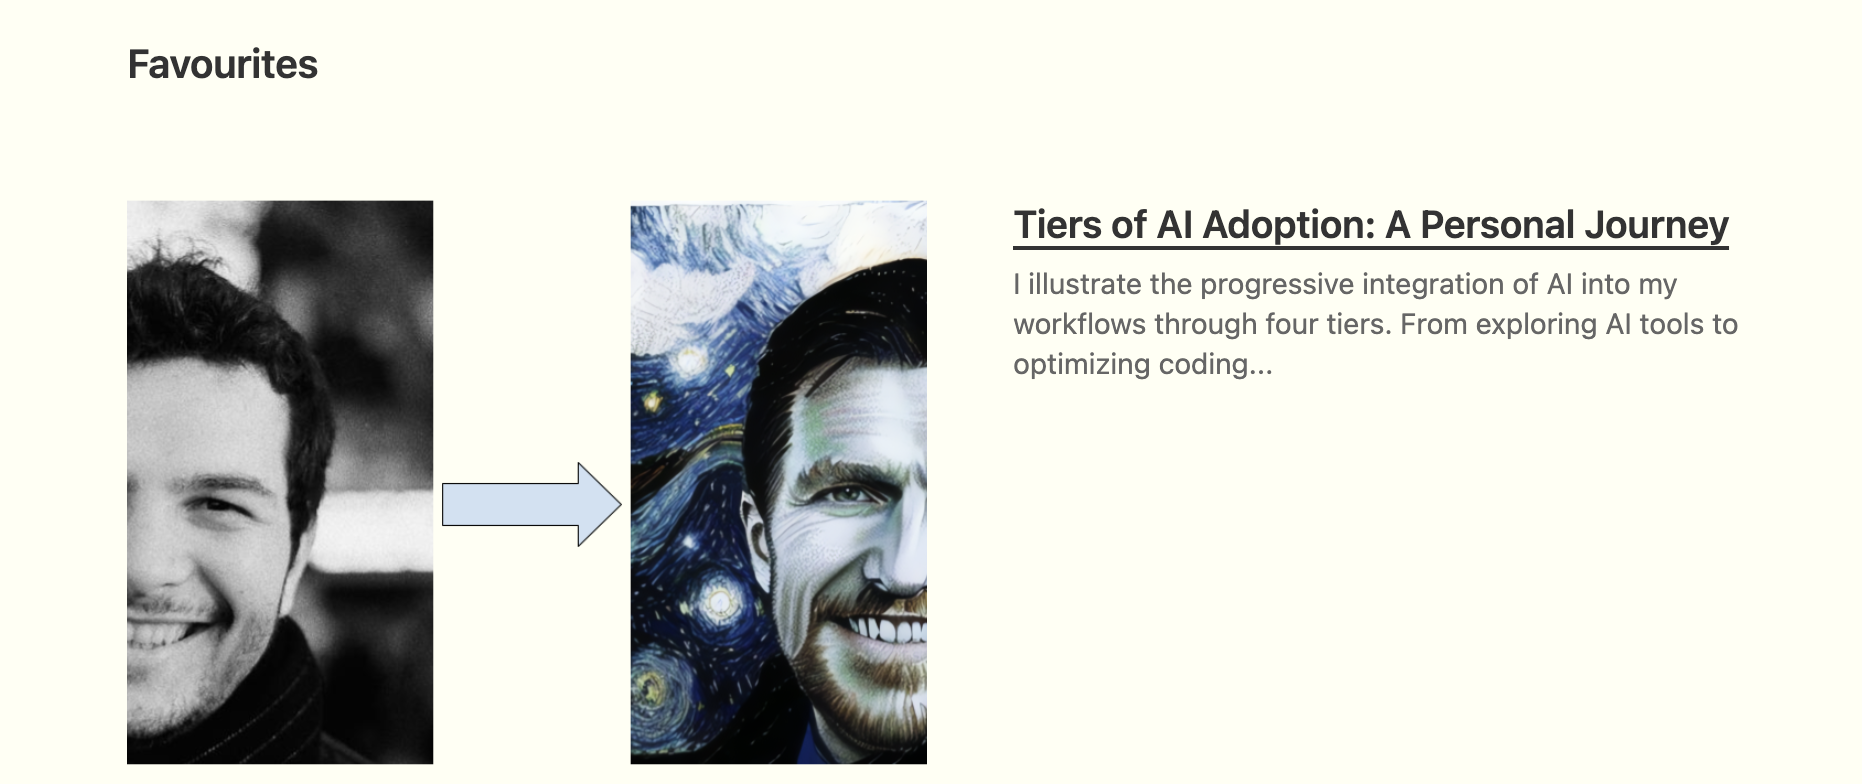 Favourites
Tiers of AI Adoption: A Personal Journey
I illustrate the progressive integration of AI into my
workflows through four tiers. From exploring AI tools to
optimizing coding...